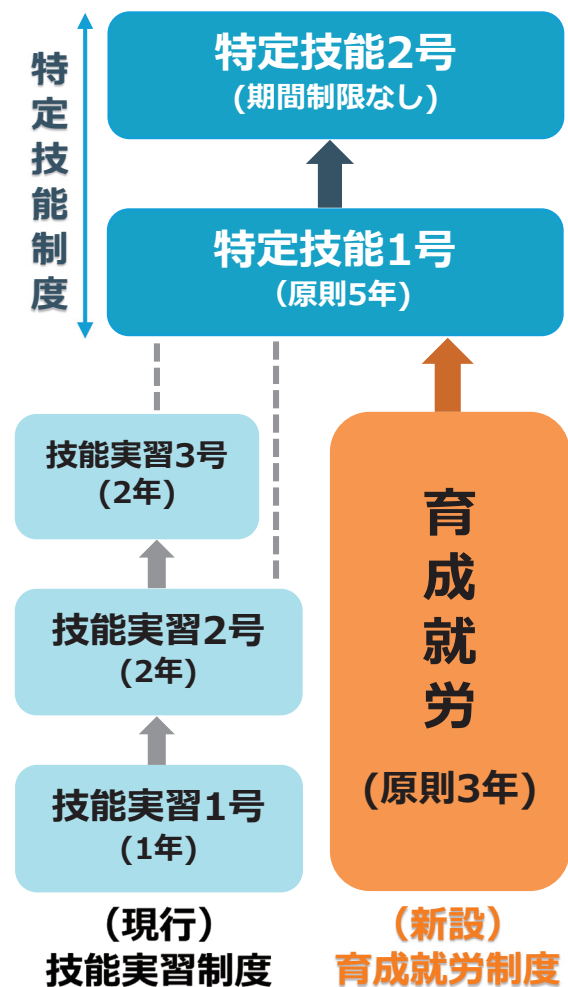 特定技能制度
特定技能2号
(期間制限なし)
特定技能1号
（原則5年）
技能実習3号
(2年)
技能実習2号
(2年)
技能実習1号
(1年)
（現行）
技能実習制度
育成就労
(原則3年)
（新設）
育成就労制度